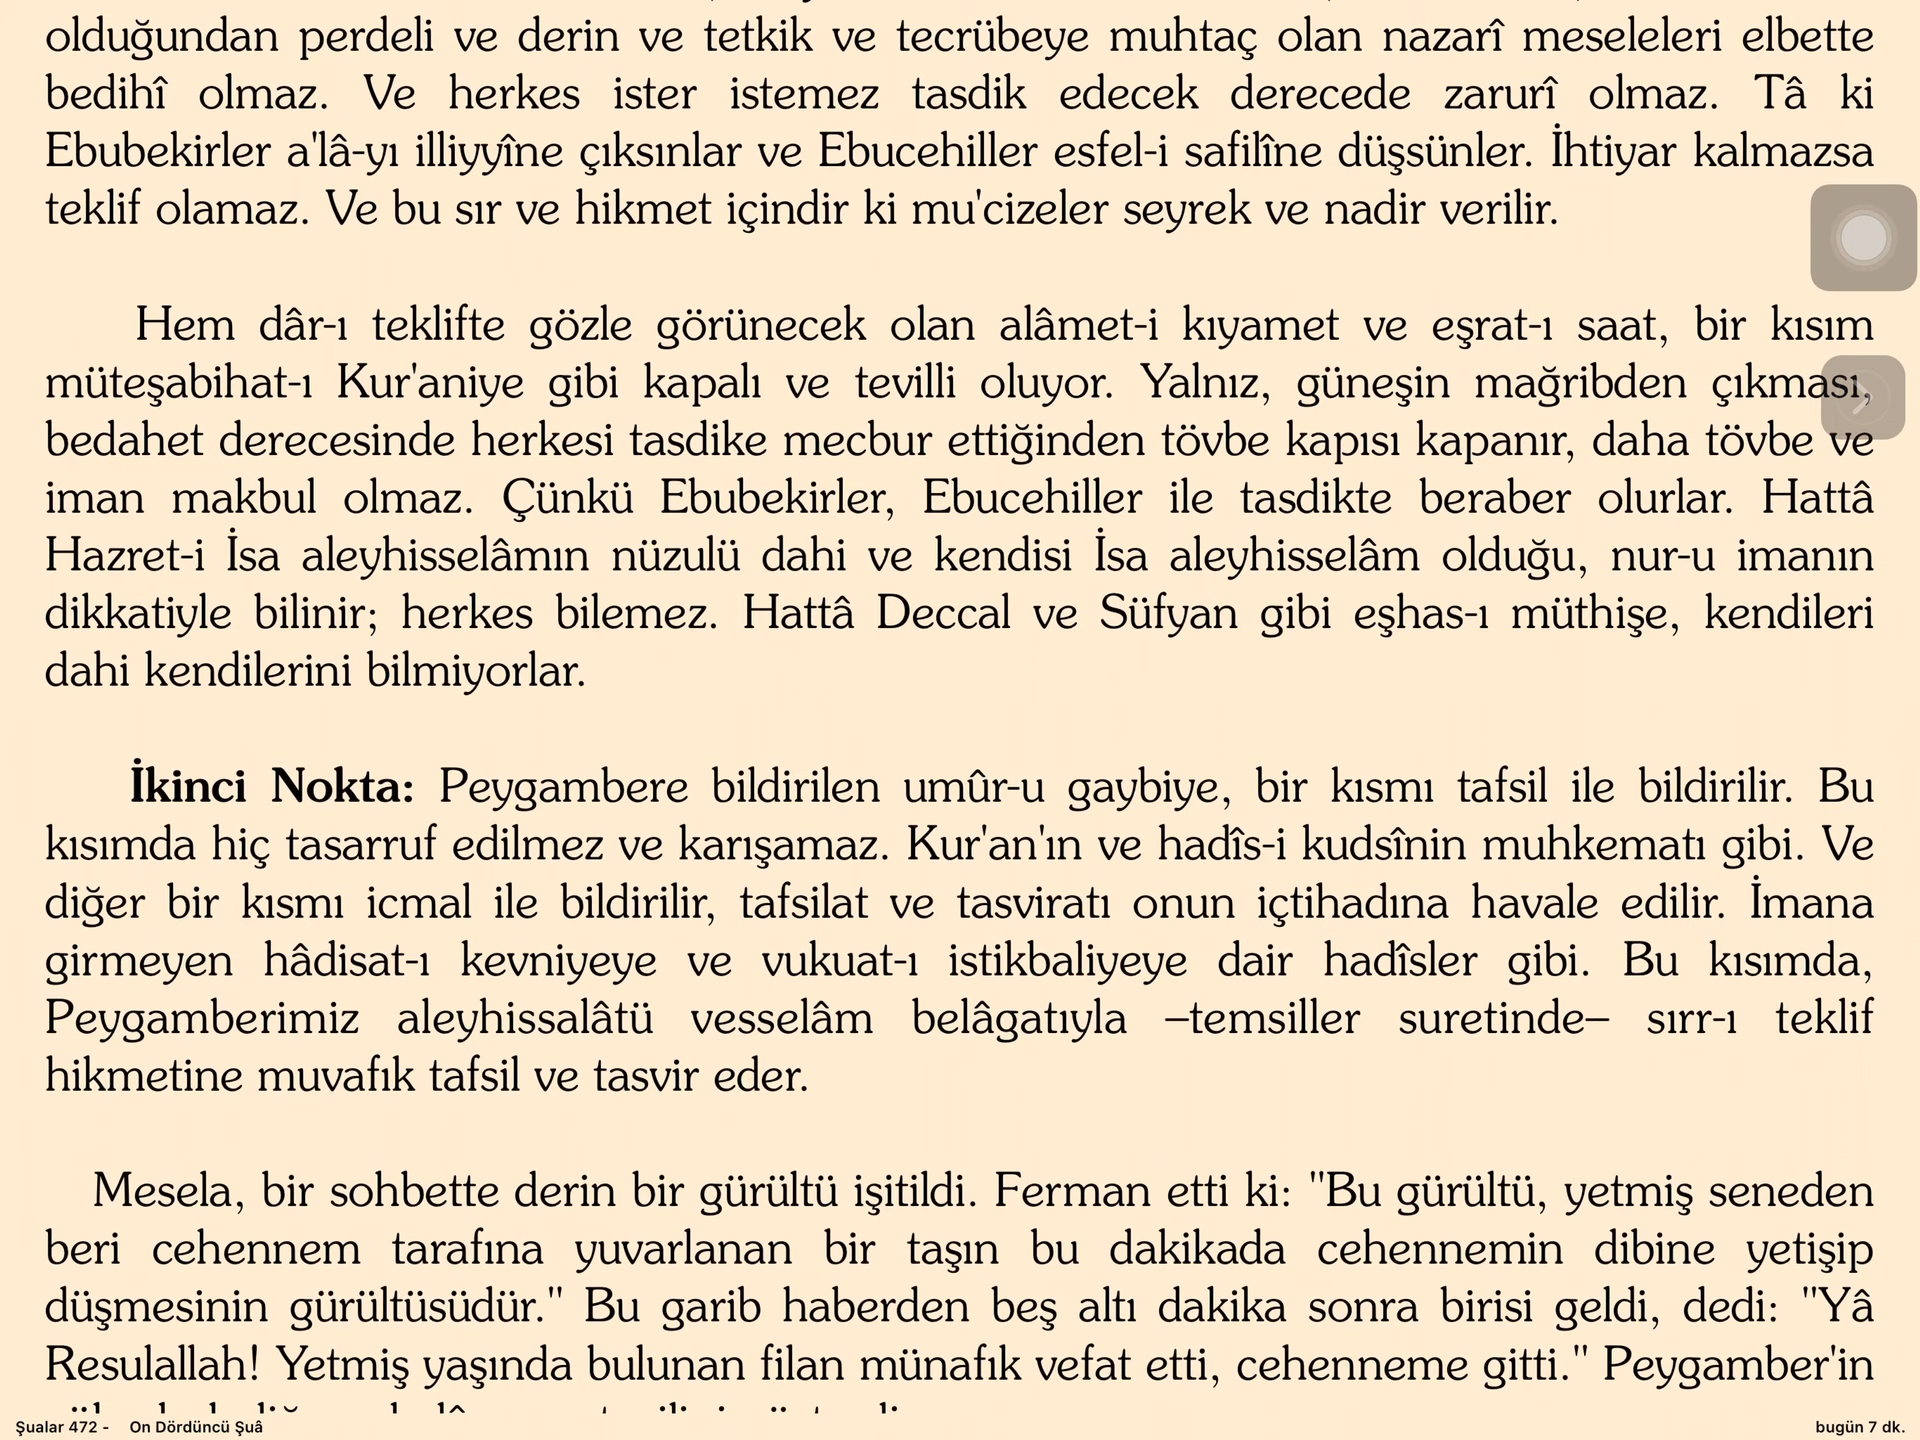 olduğundan perdeli ve derin ve tetkik ve tecrübeye muhtaç olan nazarî meseleleri elbette
bedihî olmaz. Ve herkes ister istemez tasdik edecek derecede zarurî olmaz. Tâ ki
Ebubekirler a'lâ-yı illiyyîne çıksınlar ve Ebucehiller esfel-i safilîne düşsünler. İhtiyar kalmazsa
teklif olamaz. Ve bu sır ve hikmet içindir ki mu'cizeler seyrek ve nadir verilir.
Hem dâr-ı teklifte gözle görünecek olan alâmet-i kıyamet ve eşrat-ı saat, bir kısım
müteşabihat-ı Kur'aniye gibi kapalı ve tevilli oluyor. Yalnız, güneşin mağribden çıkması,
bedahet derecesinde herkesi tasdike mecbur ettiğinden tövbe kapısı kapanır, daha tövbe ve
iman makbul olmaz. Çünkü Ebubekirler, Ebucehiller ile tasdikte beraber olurlar. Hattâ
Hazret-i İsa aleyhisselâmın nüzulü dahi ve kendisi İsa aleyhisselâm olduğu, nur-u imanın
dikkatiyle bilinir; herkes bilemez. Hattâ Deccal ve Süfyan gibi eşhas-ı müthişe, kendileri
dahi kendilerini bilmiyorlar.
İkinci Nokta: Peygambere bildirilen umûr-u gaybiye, bir kısmı tafsil ile bildirilir. Bu
kısımda hiç tasarruf edilmez ve karışamaz. Kur'an'ın ve hadîs-i kudsînin muhkematı gibi. Ve
diğer bir kısmı icmal ile bildirilir, tafsilat ve tasviratı onun içtihadına havale edilir. İmana
girmeyen hâdisat-ı kevniyeye ve vukuat-ı istikbaliyeye dair hadîsler gibi. Bu kısımda,
Peygamberimiz aleyhissalâtü vesselâm belâgatıyla –temsiller suretinde– sırr-ı teklif
hikmetine muvafık tafsil ve tasvir eder.
Mesela, bir sohbette derin bir gürültü işitildi. Ferman etti ki: "Bu gürültü, yetmiş seneden
beri cehennem tarafına yuvarlanan bir taşın bu dakikada cehennemin dibine yetişip
düşmesinin gürültüsüdür." Bu garib haberden beş altı dakika sonra birisi geldi, dedi: "Yâ
Resulallah! Yetmiş yaşında bulunan filan münafık vefat etti, cehenneme gitti." Peygamber'in
Şualar 472 - On Dördüncü Şuâ
bugün 7 dk.